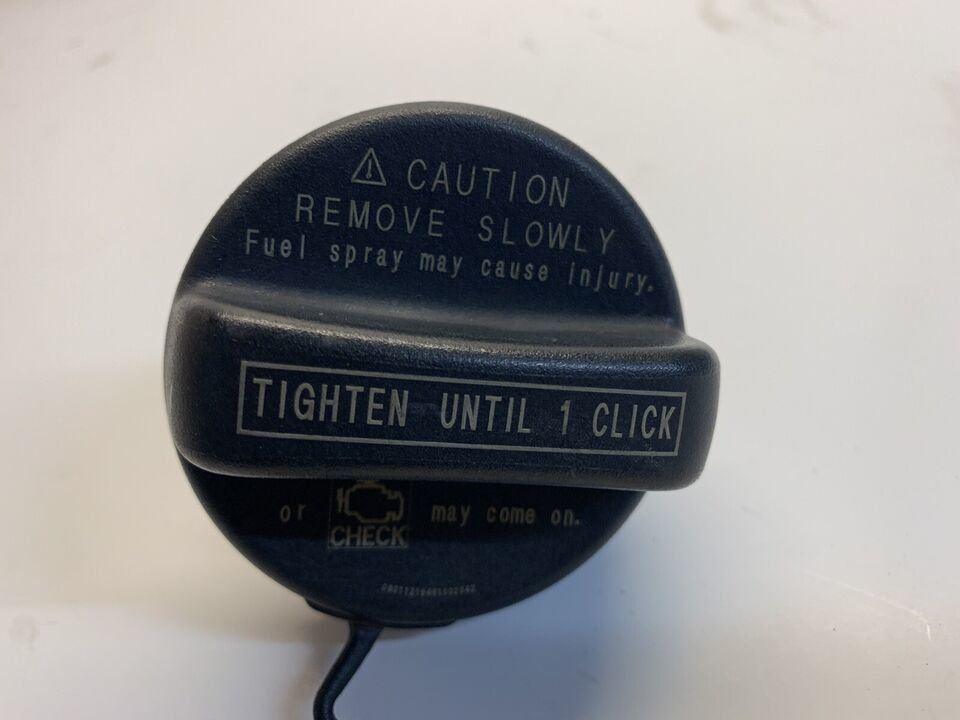 CAUTION
REMOVE SLOWLY
Fuel spray may cause injury.
TIGHTEN UNTIL 1 CLICK
or CHECK may come on.